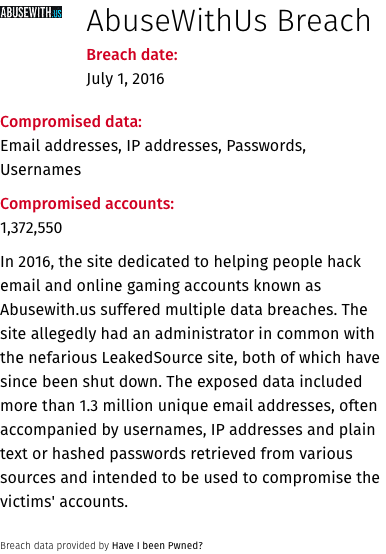 ABUSEWITH.US
AbuseWithUs Breach
Breach date:
July 1, 2016
Compromised data:
Email addresses, IP addresses, Passwords,
Usernames
Compromised accounts:
1,372,550
In 2016, the site dedicated to helping people hack
email and online gaming accounts known as
Abusewith.us suffered multiple data breaches. The
site allegedly had an administrator in common with
the nefarious LeakedSource site, both of which have
since been shut down. The exposed data included
more than 1.3 million unique email addresses, often
accompanied by usernames, IP addresses and plain
text or hashed passwords retrieved from various
sources and intended to be used to compromise the
victims' accounts.
Breach data provided by Have I been Pwned?